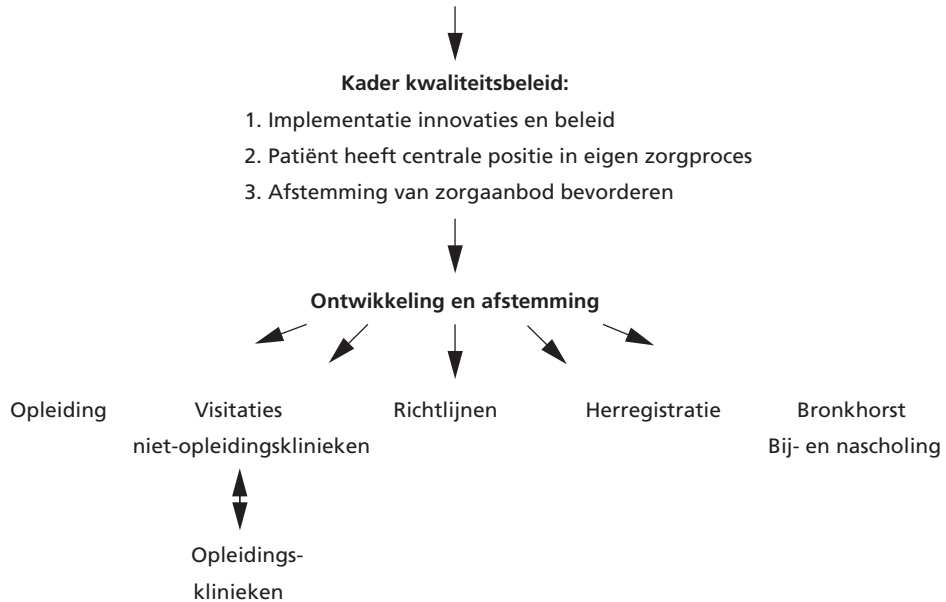 Kader kwaliteitsbeleid:
1. Implementatie innovaties en beleid
2. Patiënt heeft centrale positie in eigen zorgproces
3. Afstemming van zorgaanbod bevorderen
Ontwikkeling en afstemming
Opleiding
Visitaties
niet-opleidingsklinieken
Richtlijnen
Herregistratie
Bronkhorst
Bij- en nascholing
Opleidings-
klinieken